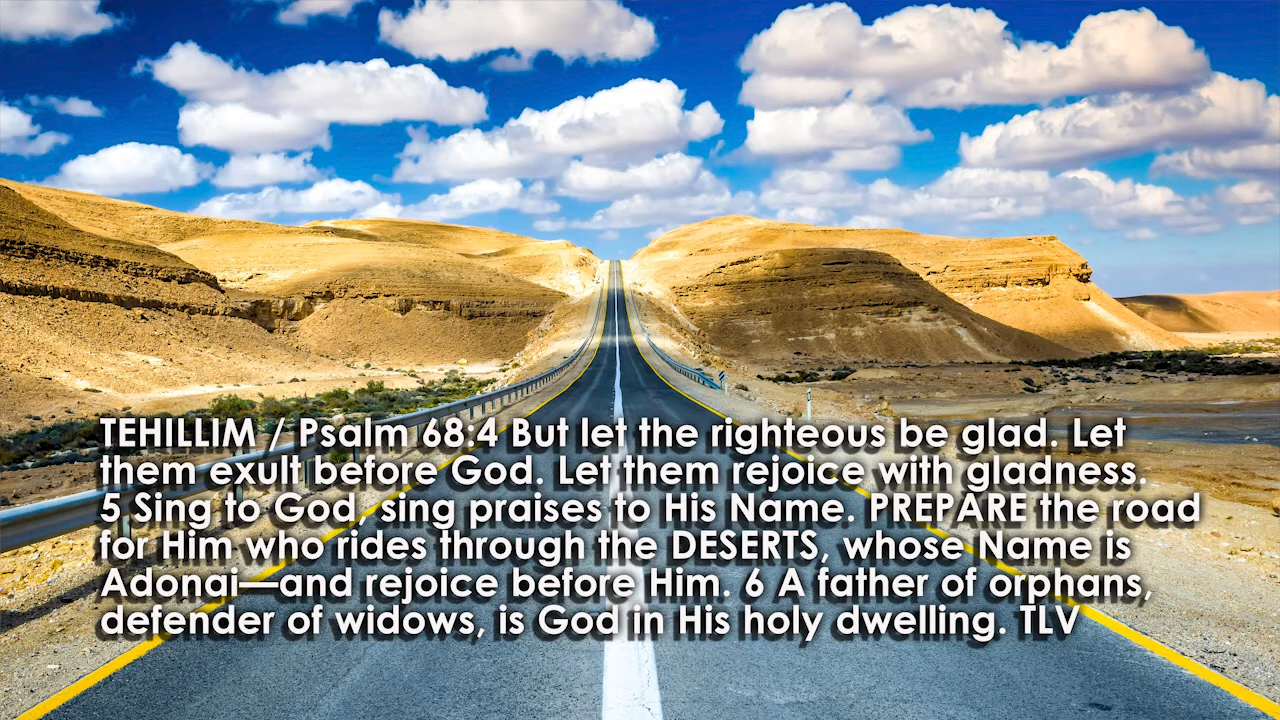 TEHILLIM / Psalm 68:4 But let the righteous be glad. Let
them exult before God. Let them rejoice with gladness.
5 Sing to God, sing praises to His Name. PREPARE the road
for Him who rides through the DESERTS, whose Name is
Adonai—and rejoice before Him. 6 A father of orphans,
defender of widows, is God in His holy dwelling. TLV